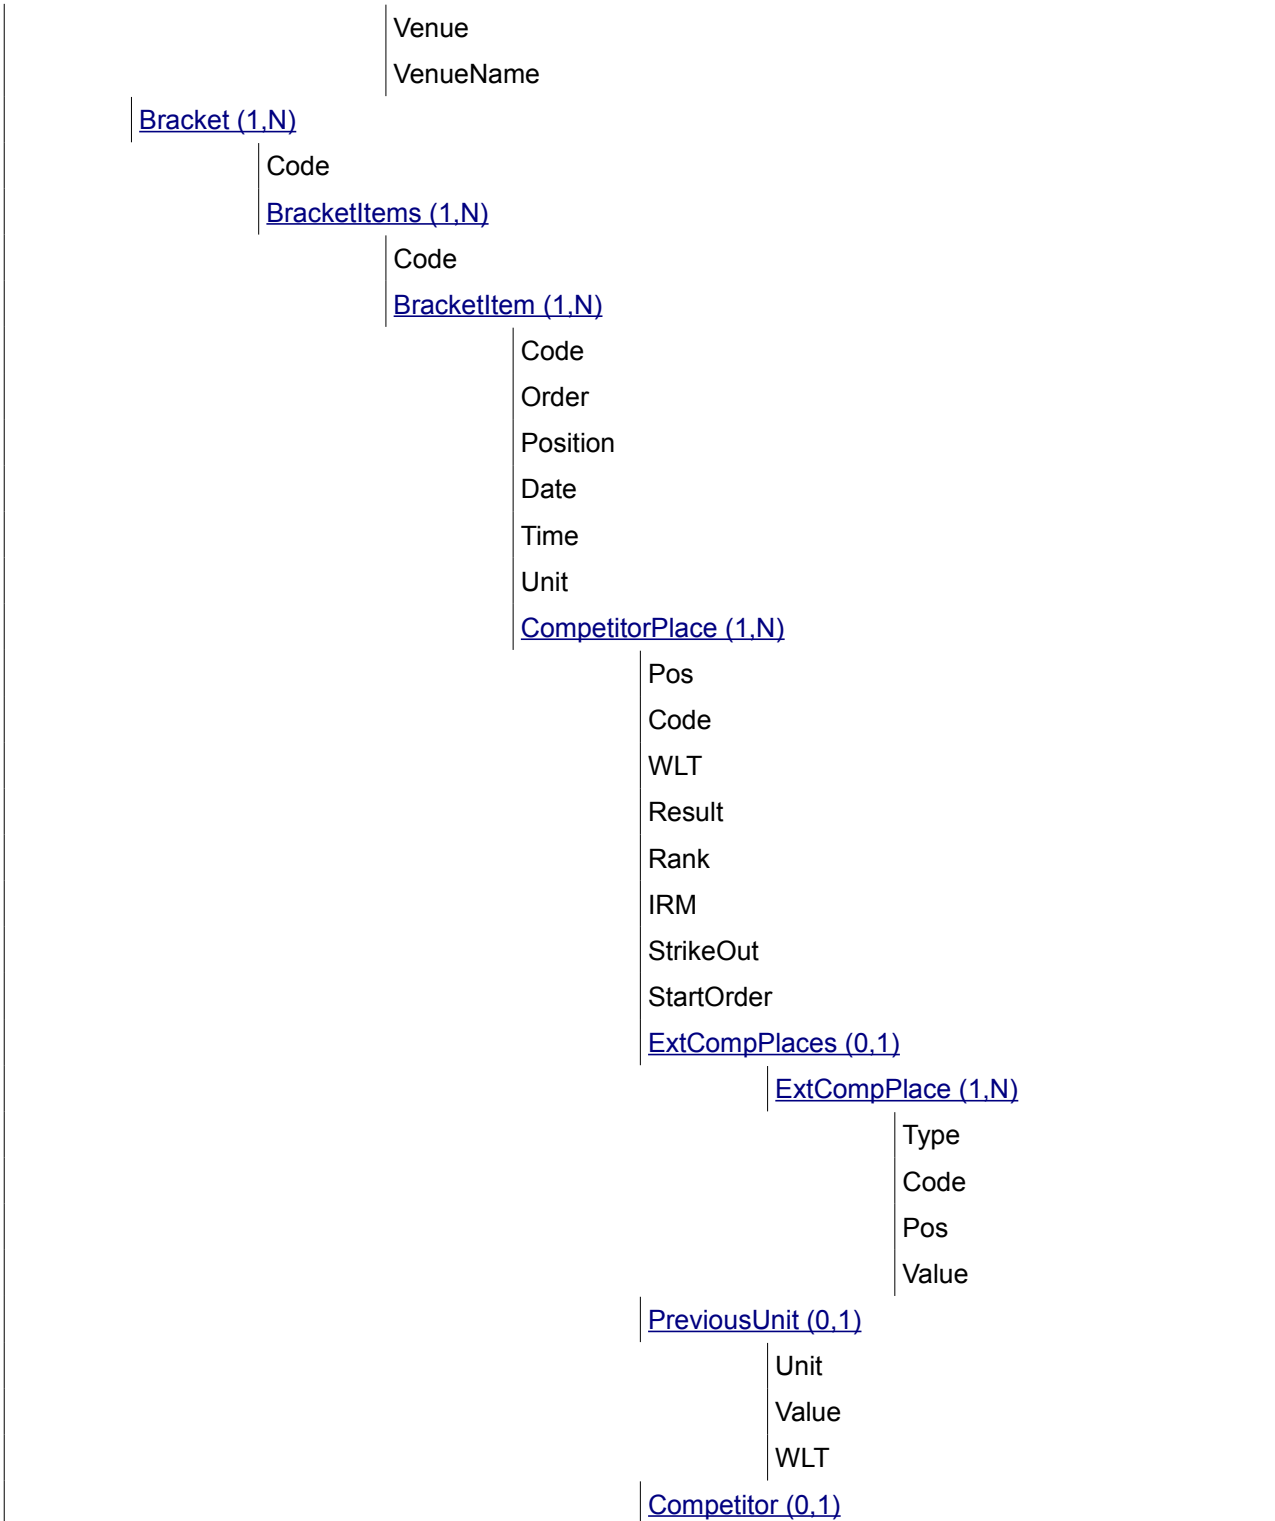 Venue
VenueName
Bracket (1,N)
Code
BracketItems (1,N)
Code
BracketItem (1,N)
Code
Order
Position
Date
Time
Unit
CompetitorPlace (1,N)
Pos
Code
WLT
Result
Rank
IRM
StrikeOut
StartOrder
ExtCompPlaces (0,1)
ExtCompPlace (1,N)
Type
Code
Pos
Value
PreviousUnit (0,1)
Unit
Value
WLT
Competitor (0,1)